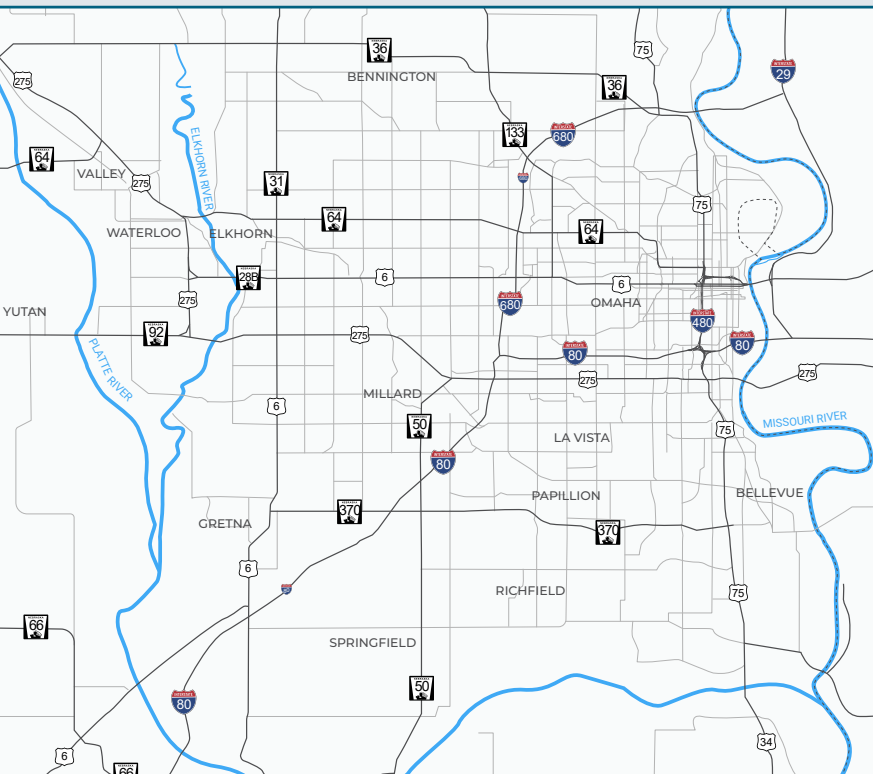 75
36
29
BENNINGTON
275
36
133
680
ELKHORN RIVER
64
VALLEY
275
31
75
64
WATERLOO
ELKHORN
64
28B
6
6
275
OMAHA
680
YUTAN
480
92
275
80
80
PLATTE RIVER
275
275
MILLARD
6
MISSOURI RIVER
50
75
LA VISTA
80
PAPILLION
BELLEVUE
370
GRETNA
370
6
RICHFIELD
75
66
SPRINGFIELD
50
80
34
6
66